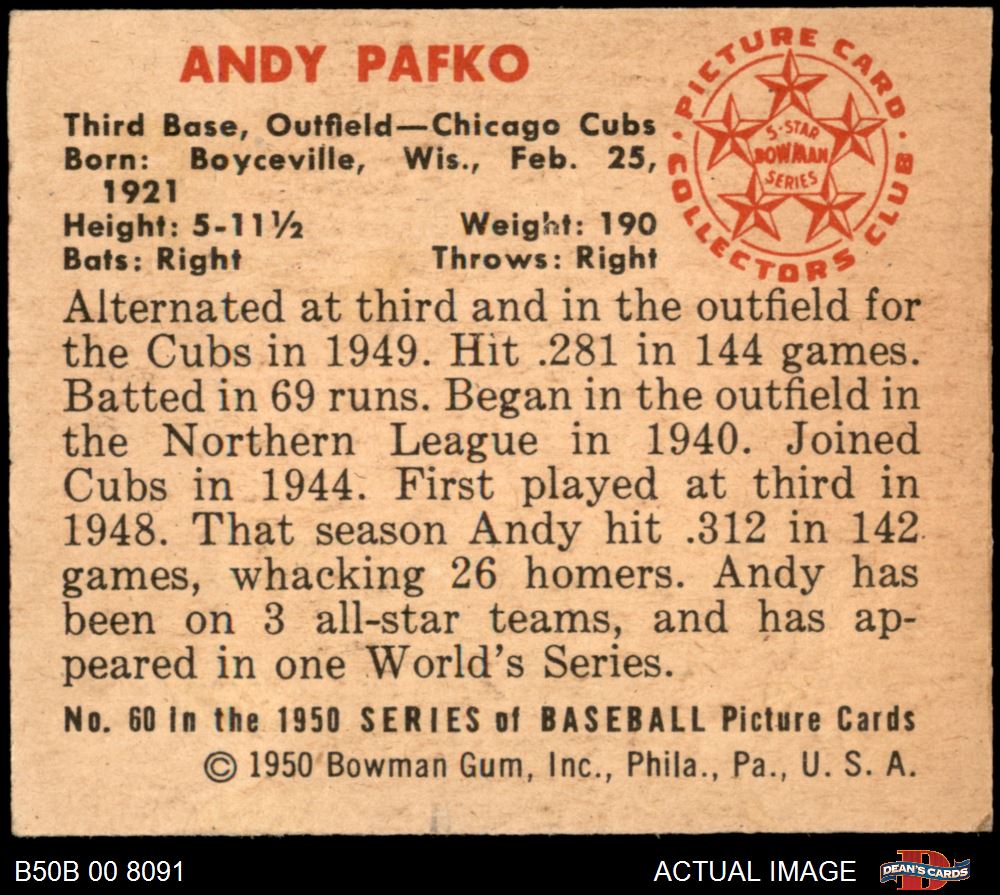 ANDY PAFKO
Third Base, Outfield—Chicago Cubs
Born: Boyceville, Wis., Feb. 25,
1921
Height: 5-11½ Weight: 190
Bats: Right Throws: Right
PICTURE CARD
COLLECTORS CLUB
5-STAR
BOWMAN
SERIES
Alternated at third and in the outfield for
the Cubs in 1949. Hit .281 in 144 games.
Batted in 69 runs. Began in the outfield in
the Northern League in 1940. Joined
Cubs in 1944. First played at third in
1948. That season Andy hit .312 in 142
games, whacking 26 homers. Andy has
been on 3 all-star teams, and has ap-
peared in one World's Series.
No. 60 in the 1950 SERIES of BASEBALL Picture Cards
© 1950 Bowman Gum, Inc., Phila., Pa., U. S. A.
B50B 00 8091
ACTUAL IMAGE
D
DEAN'S CARDS